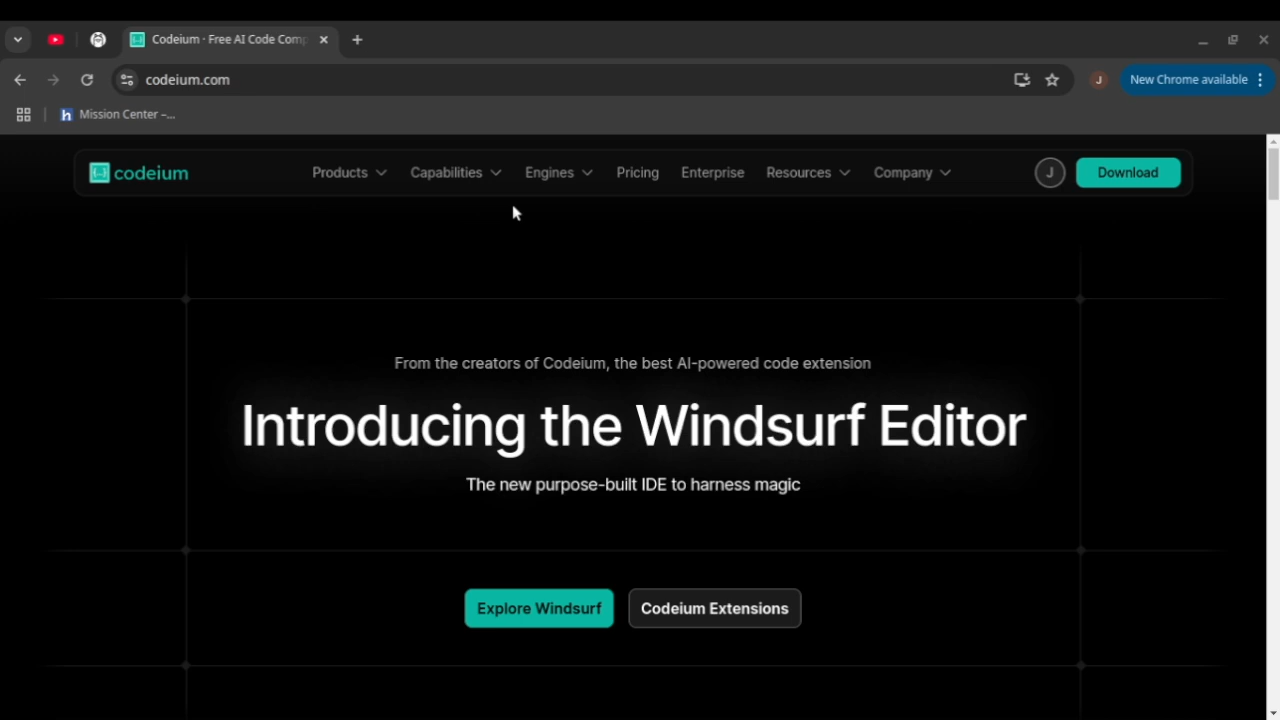 Codeium · Free AI Code Comp
codeium.com
J
New Chrome available
h
Mission Center –...
{...} codeium
Products
Capabilities
Engines
Pricing
Enterprise
Resources
Company
J
Download
From the creators of Codeium, the best AI-powered code extension
Introducing the Windsurf Editor
The new purpose-built IDE to harness magic
Explore Windsurf
Codeium Extensions